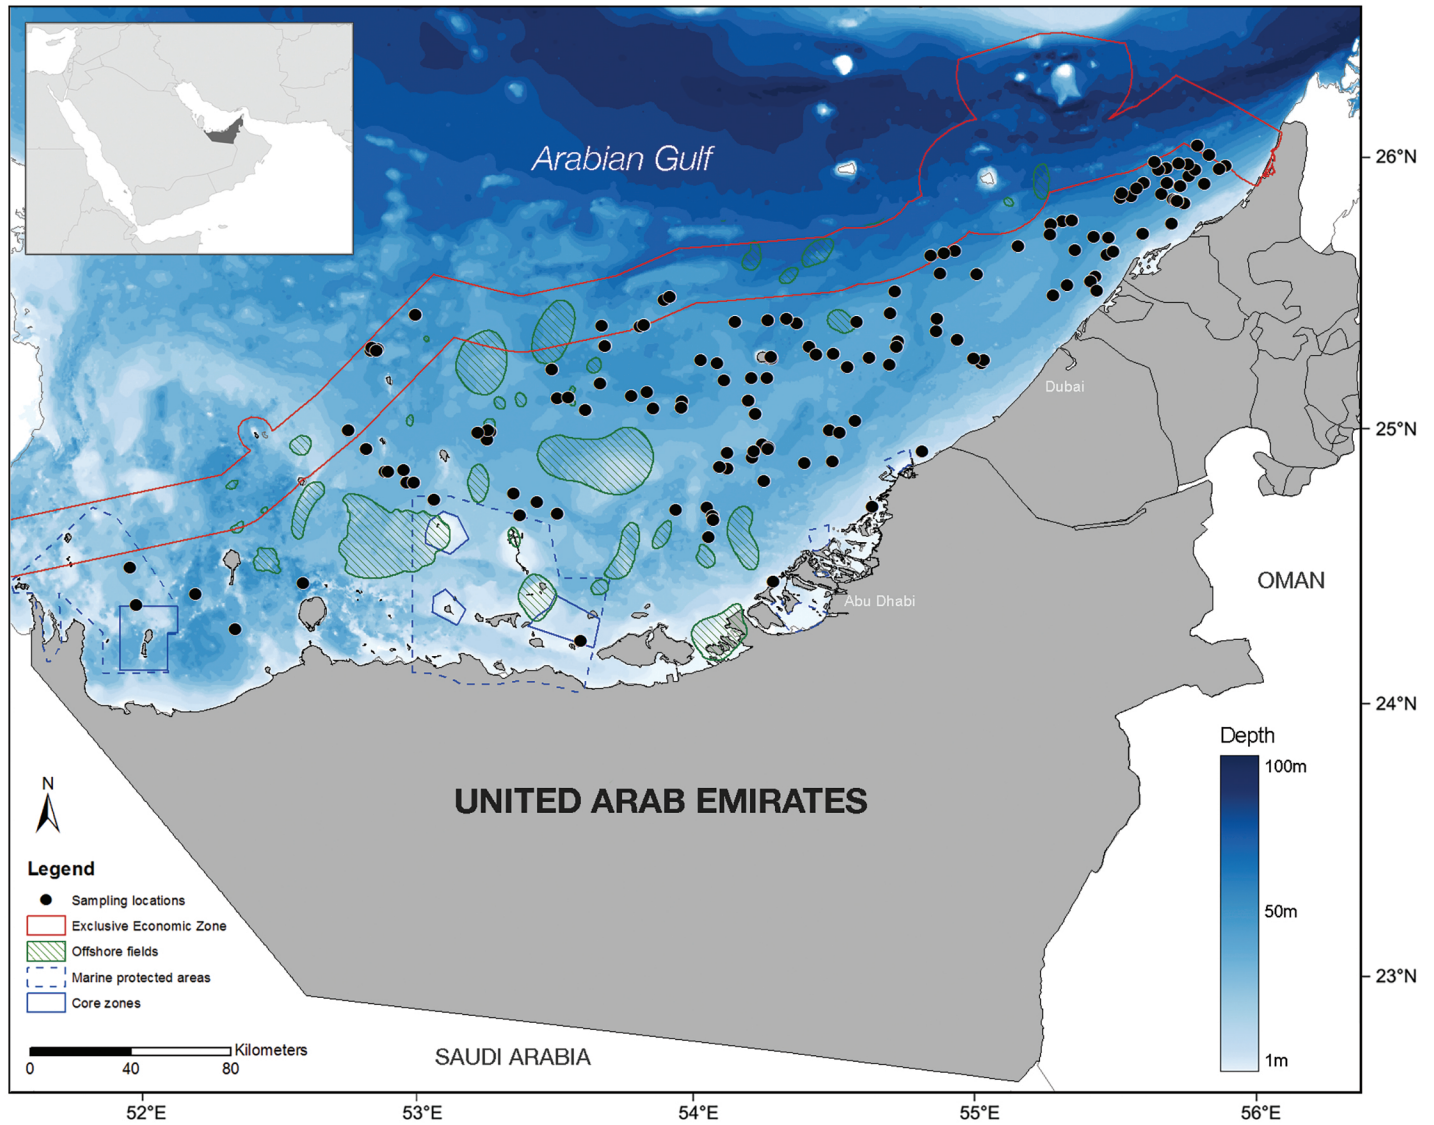 Arabian Gulf
26°N
25°N
Dubai
Abu Dhabi
OMAN
24°N
Depth
100m
50m
1m
UNITED ARAB EMIRATES
N
Legend
Sampling locations
Exclusive Economic Zone
Offshore fields
Marine protected areas
Core zones
23°N
Kilometers
0 40 80
SAUDI ARABIA
52°E 53°E 54°E 55°E 56°E